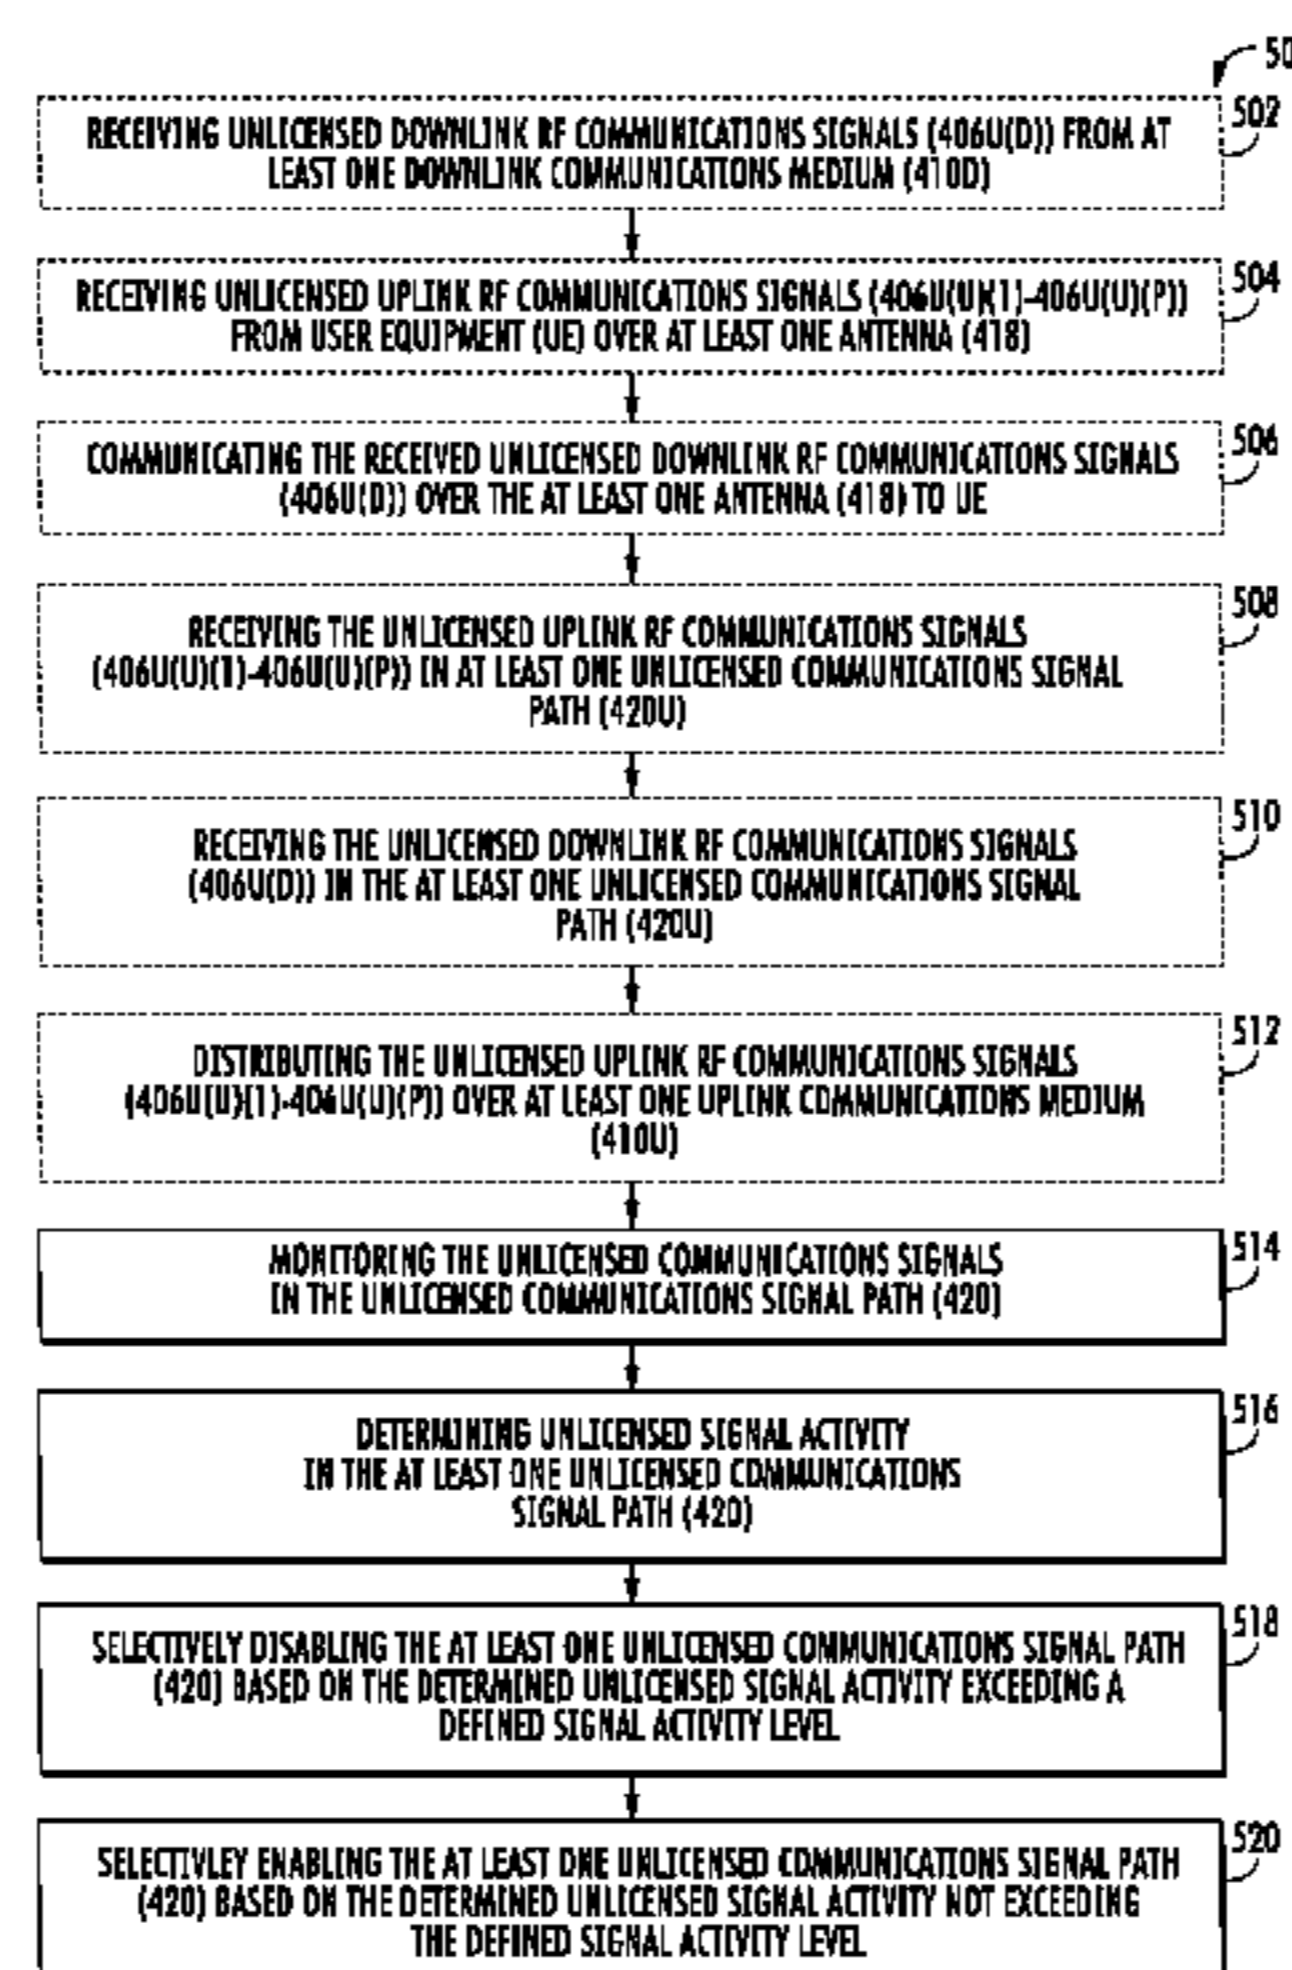 50
502
RECEIVING UNLICENSED DOWNLINK RF COMMUNICATIONS SIGNALS (406U(D)) FROM AT
LEAST ONE DOWNLINK COMMUNICATIONS MEDIUM (410D)
504
RECEIVING UNLICENSED UPLINK RF COMMUNICATIONS SIGNALS (406U(U)(1)-406U(U)(P))
FROM USER EQUIPMENT (UE) OVER AT LEAST ONE ANTENNA (418)
506
COMMUNICATING THE RECEIVED UNLICENSED DOWNLINK RF COMMUNICATIONS SIGNALS
(406U(D)) OVER THE AT LEAST ONE ANTENNA (418) TO UE
508
RECEIVING THE UNLICENSED UPLINK RF COMMUNICATIONS SIGNALS
(406U(U)(1)-406U(U)(P)) IN AT LEAST ONE UNLICENSED COMMUNICATIONS SIGNAL
PATH (420U)
510
RECEIVING THE UNLICENSED DOWNLINK RF COMMUNICATIONS SIGNALS
(406U(D)) IN THE AT LEAST ONE UNLICENSED COMMUNICATIONS SIGNAL
PATH (420U)
512
DISTRIBUTING THE UNLICENSED UPLINK RF COMMUNICATIONS SIGNALS
(406U(U)(1)-406U(U)(P)) OVER AT LEAST ONE UPLINK COMMUNICATIONS MEDIUM
(410U)
514
MONITORING THE UNLICENSED COMMUNICATIONS SIGNALS
IN THE UNLICENSED COMMUNICATIONS SIGNAL PATH (420)
516
DETERMINING UNLICENSED SIGNAL ACTIVITY
IN THE AT LEAST ONE UNLICENSED COMMUNICATIONS
SIGNAL PATH (420)
518
SELECTIVELY DISABLING THE AT LEAST ONE UNLICENSED COMMUNICATIONS SIGNAL PATH
(420) BASED ON THE DETERMINED UNLICENSED SIGNAL ACTIVITY EXCEEDING A
DEFINED SIGNAL ACTIVITY LEVEL
520
SELECTIVLEY ENABLING THE AT LEAST ONE UNLICENSED COMMUNICATIONS SIGNAL PATH
(420) BASED ON THE DETERMINED UNLICENSED SIGNAL ACTIVITY NOT EXCEEDING
THE DEFINED SIGNAL ACTIVITY LEVEL